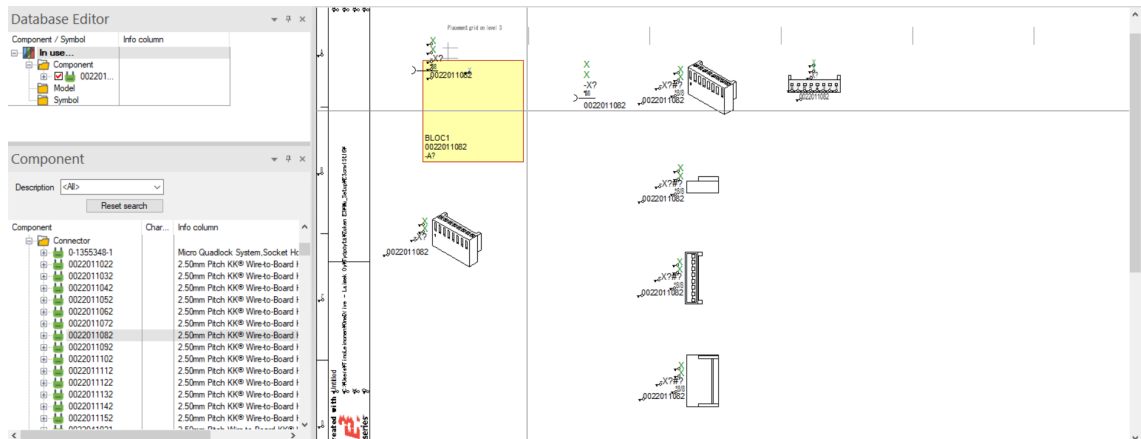 Database Editor
Component / Symbol Info column
In use...
Component
002201...
Model
Symbol
Component
Description <All>
Reset search
Component Char... Info column
Connector
0-1355348-1 Micro Quadlock System,Socket Hc
0022011022 2.50mm Pitch KK® Wire-to-Board H
0022011032 2.50mm Pitch KK® Wire-to-Board H
0022011042 2.50mm Pitch KK® Wire-to-Board H
0022011052 2.50mm Pitch KK® Wire-to-Board H
0022011062 2.50mm Pitch KK® Wire-to-Board H
0022011072 2.50mm Pitch KK® Wire-to-Board H
0022011082 2.50mm Pitch KK® Wire-to-Board H
0022011092 2.50mm Pitch KK® Wire-to-Board H
0022011102 2.50mm Pitch KK® Wire-to-Board H
0022011112 2.50mm Pitch KK® Wire-to-Board H
0022011122 2.50mm Pitch KK® Wire-to-Board H
0022011132 2.50mm Pitch KK® Wire-to-Board H
0022011142 2.50mm Pitch KK® Wire-to-Board H
0022011152 2.50mm Pitch KK® Wire-to-Board H
Placement grid on level 3
X
X
-X?
0022011082
BLOC1
0022011082
-A?
X
-X?
0022011082
X
X
-X?
0022011082
X
X
-X?#?
0022011082
X
-X?
0022011082
X
X
-X?#?
0022011082
X
X
-X?#?
0022011082
X
X
-X?#?
0022011082
E3
series